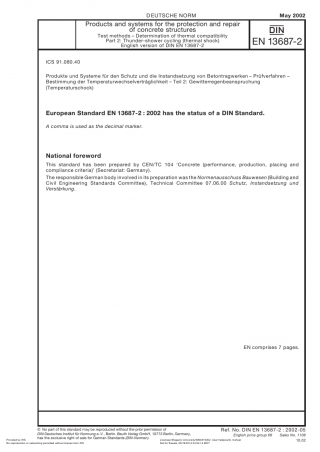 DEUTSCHE NORM
May 2002
Products and systems for the protection and repair
of concrete structures
Test methods – Determination of thermal compatibility
Part 2: Thunder-shower cycling (thermal shock)
English version of DIN EN 13687-2
DIN
EN 13687-2
ICS 91.080.40
Produkte und Systeme für den Schutz und die Instandsetzung von Betontragwerken – Prüfverfahren –
Bestimmung der Temperaturwechselverträglichkeit – Teil 2: Gewitterregenbeanspruchung
(Temperaturschock)
European Standard EN 13687-2 : 2002 has the status of a DIN Standard.
A comma is used as the decimal marker.
National foreword
This standard has been prepared by CEN/TC 104 ‘Concrete (performance, production, placing and
compliance criteria)’ (Secretariat: Germany).
The responsible German body involved in its preparation was the Normenausschuss Bauwesen (Building and
Civil Engineering Standards Committee), Technical Committee 07.06.00 Schutz, Instandsetzung und
Verstärkung.
EN comprises 7 pages.
© No part of this standard may be reproduced without the prior permission of
DIN Deutsches Institut für Normung e.V., Berlin. Beuth Verlag GmbH, 10772 Berlin, Germany,
has the exclusive right of sale for German Standards (DIN-Normen).
Ref. No. DIN EN 13687-2 : 2002-05
English price group 08 Sales No. 1108
10.02